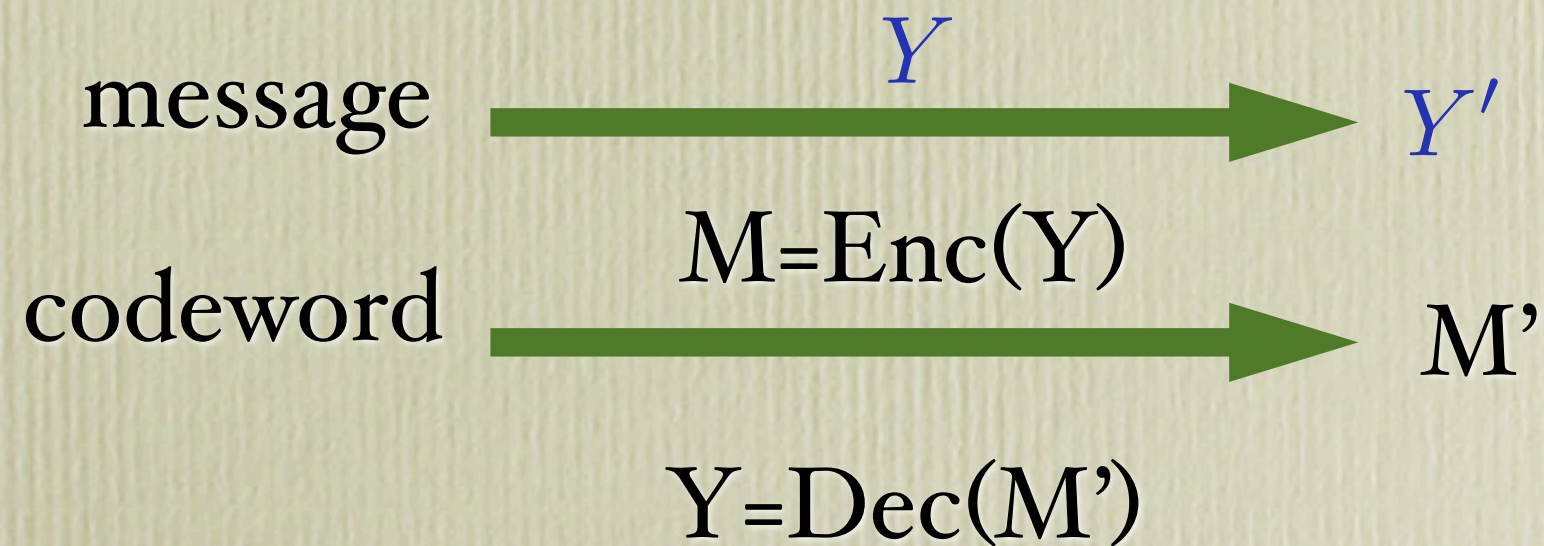 Y
message
Y′
M=Enc(Y)
codeword
M’
Y=Dec(M’)